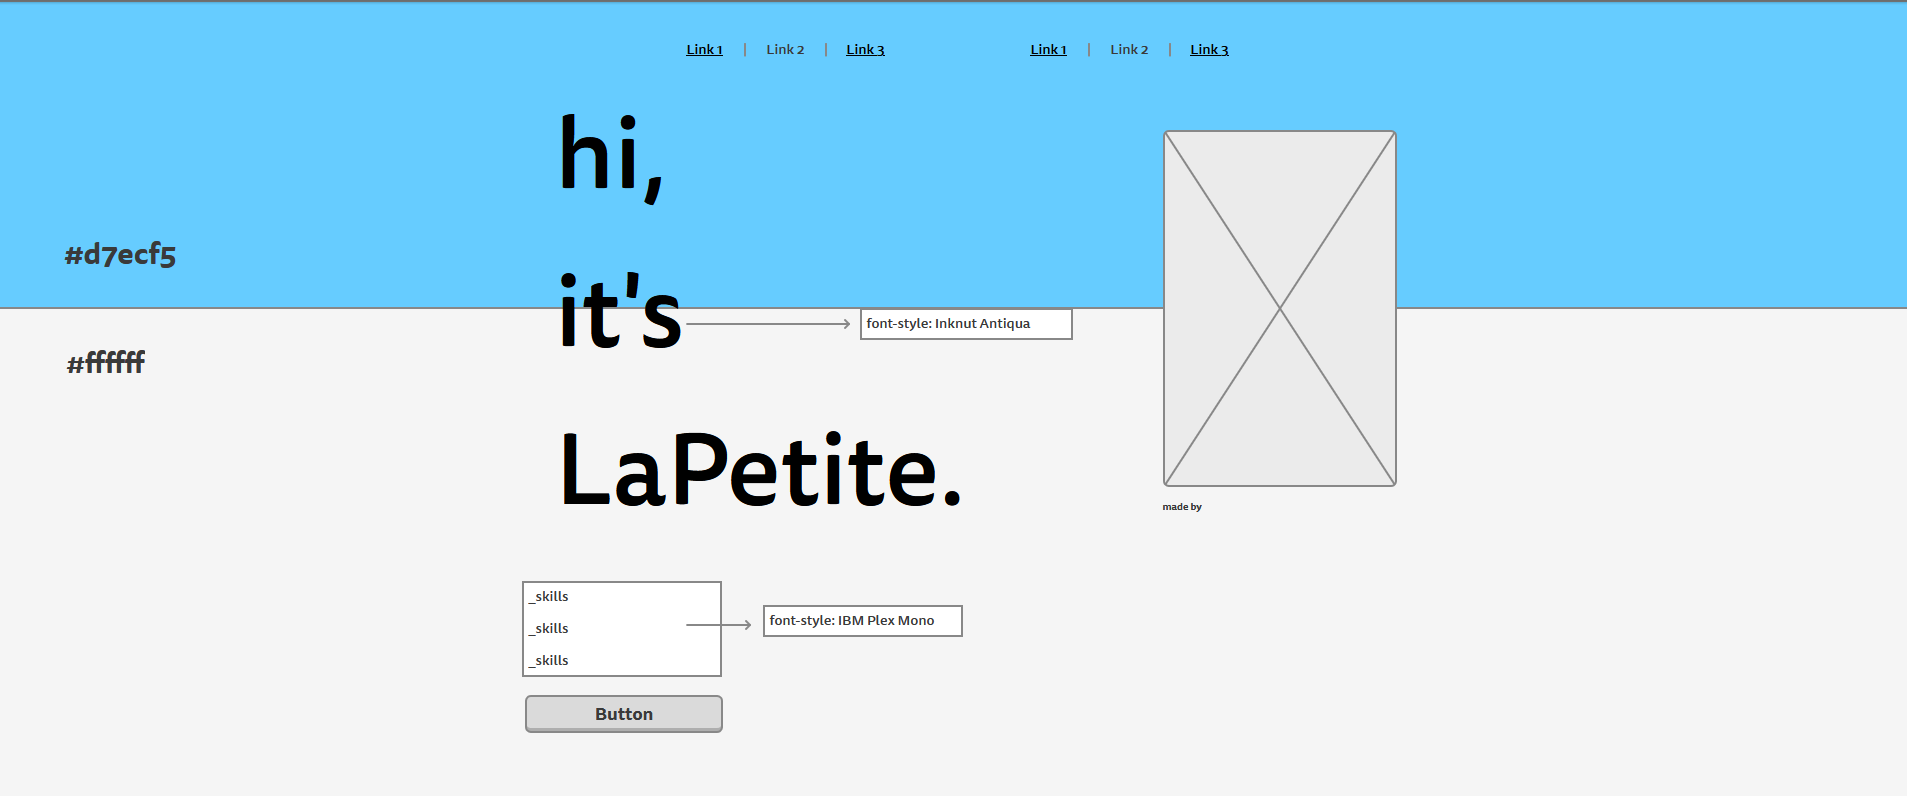 Link 1 | Link 2 | Link 3 Link 1 | Link 2 | Link 3
hi,
#d7ecf5
it's
font-style: Inknut Antiqua
#ffffff
LaPetite.
made by
_skills
_skills
_skills
font-style: IBM Plex Mono
Button